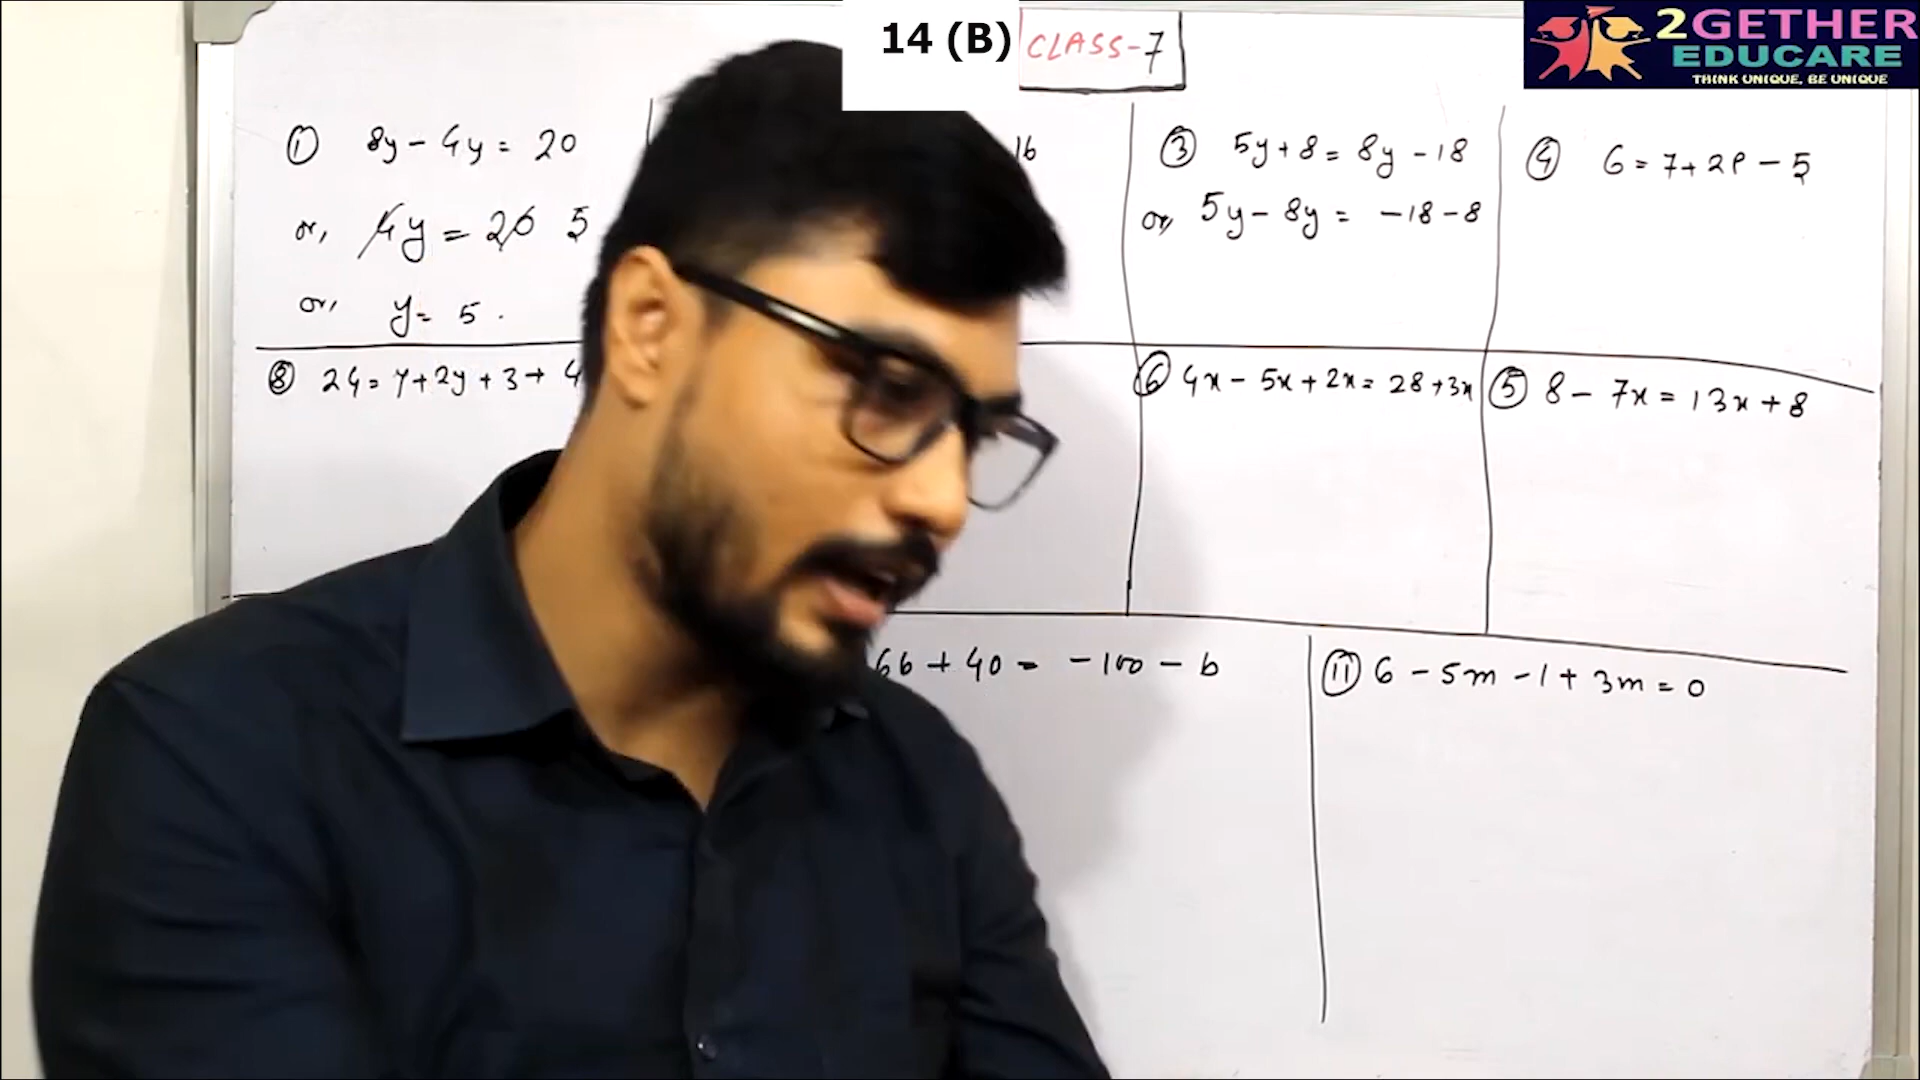 14 (B)
CLASS-7
2GETHER
EDUCARE
THINK UNIQUE, BE UNIQUE
① 8y - 4y = 20
or, 4y = 20 5
or, y = 5.
16
③ 5y + 8 = 8y - 18
or, 5y - 8y = -18 - 8
④ 6 = 7 + 2P - 5
⑧ 24 = y + 2y + 3 + 4
⑥ 4x - 5x + 2x = 28 + 3x
⑤ 8 - 7x = 13x + 8
6b + 40 = -100 - b
⑪ 6 - 5m - 1 + 3m = 0